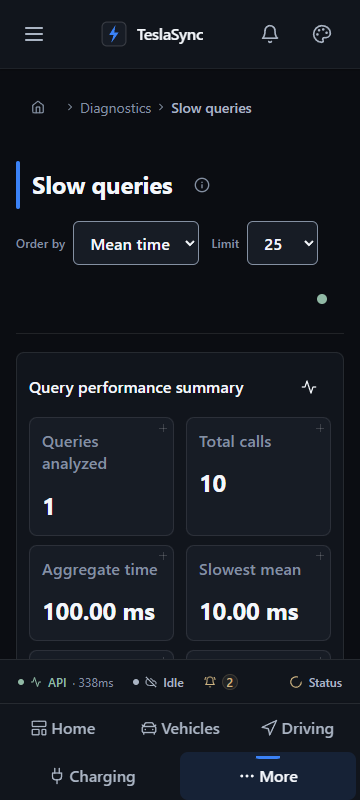 TeslaSync
Diagnostics Slow queries
Slow queries
Order by Mean time Limit 25
Query performance summary
Queries analyzed
1
Total calls
10
Aggregate time
100.00 ms
Slowest mean
10.00 ms
API · 338ms Idle 2 Status
Home Vehicles Driving
Charging More